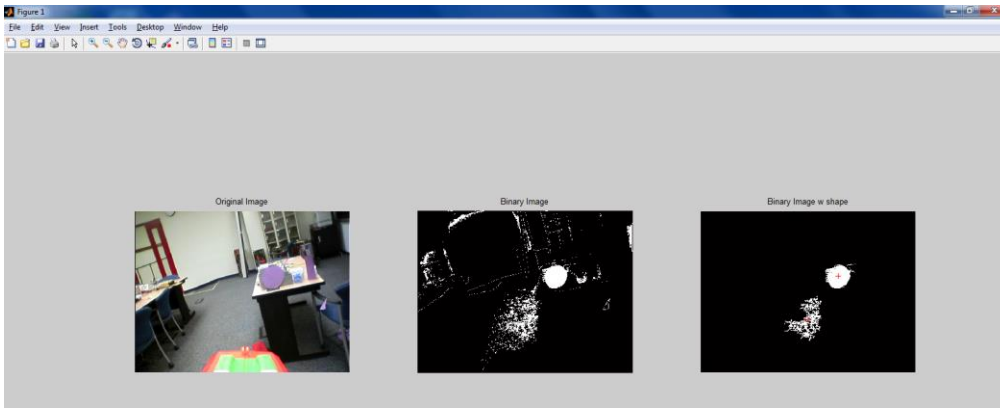 Figure 1
File Edit View Insert Tools Desktop Window Help
Original Image
Binary Image
Binary Image w shape